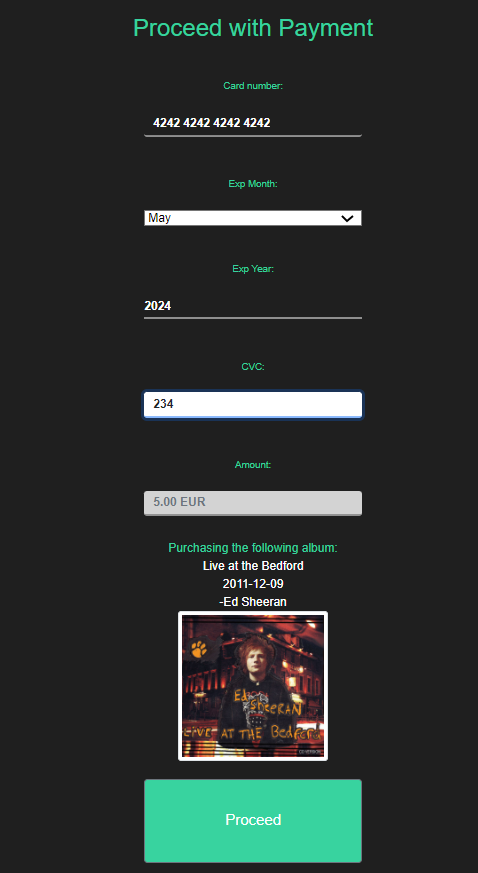 Proceed with Payment
Card number:
4242 4242 4242 4242
Exp Month:
May
Exp Year:
2024
CVC:
234
Amount:
5.00 EUR
Purchasing the following album:
Live at the Bedford
2011-12-09
-Ed Sheeran
Ed
SheeRAN
LIVE AT THE Bedford
Proceed